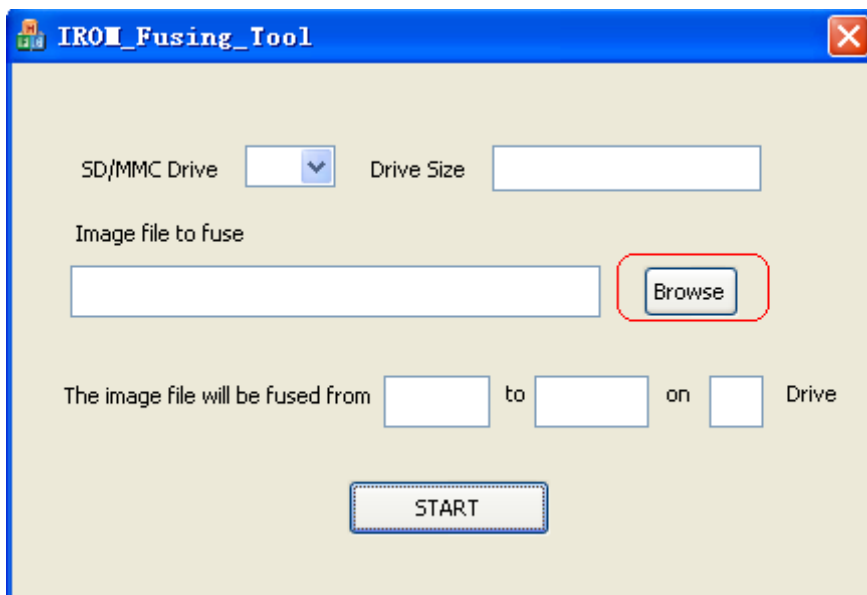 IROM_Fusing_Tool
SD/MMC Drive Drive Size
Image file to fuse
Browse
The image file will be fused from to on Drive
START